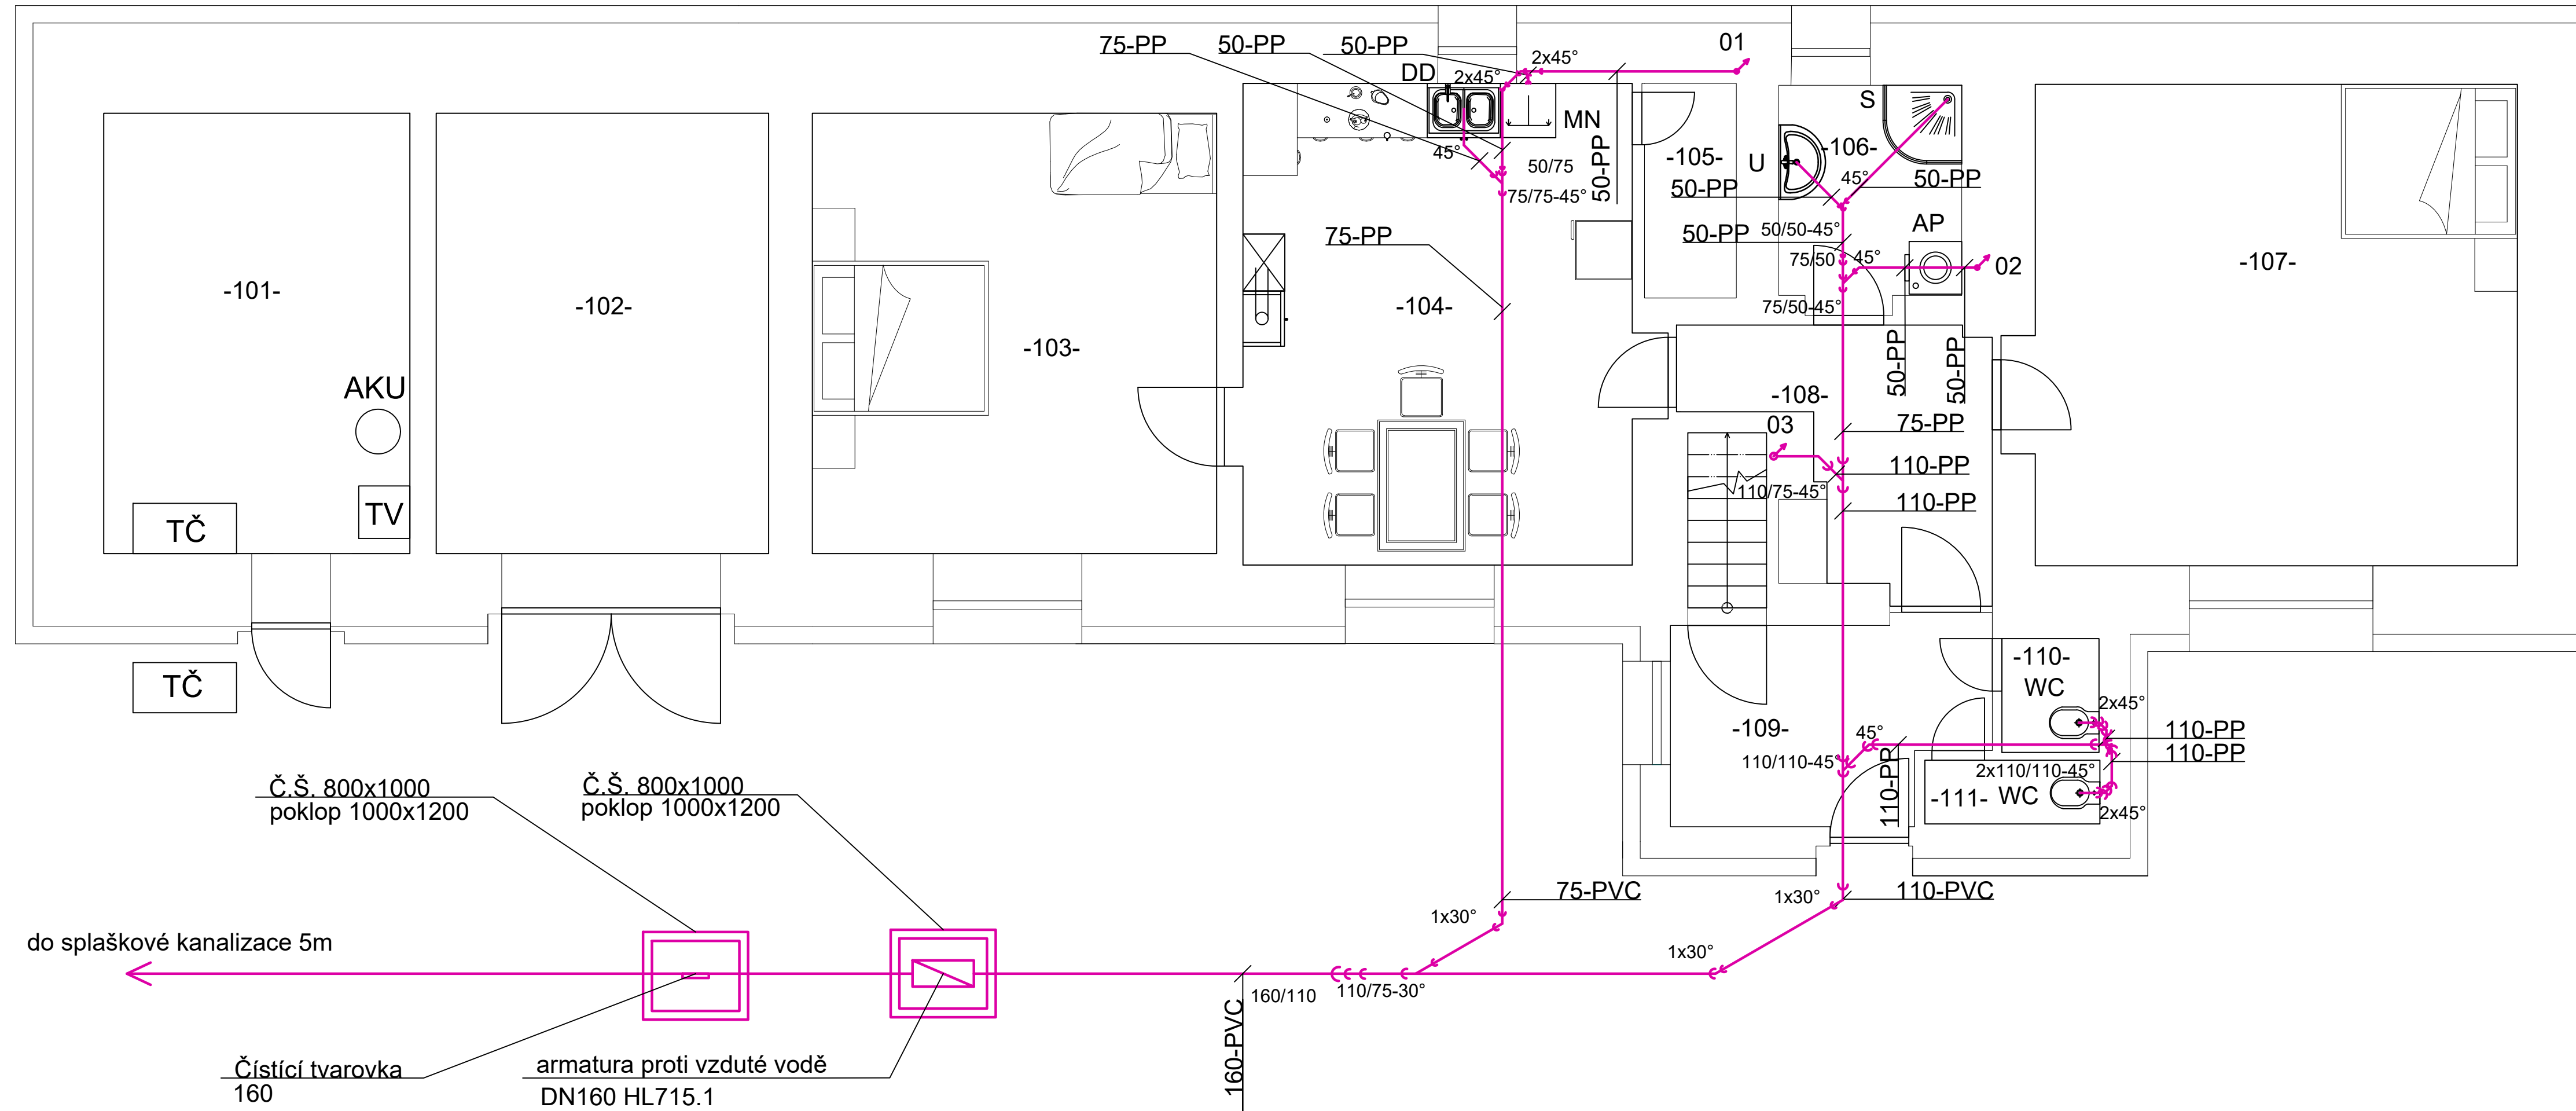 75-PP
50-PP
50-PP
2x45°
01
DD
2x45°
MN
S
45°
50/75
75/75-45°
50-PP
-105-
U
-106-
45°
50-PP
50-PP
AP
50/50-45°
50-PP
75/50
45°
02
75/50-45°
75-PP
-101-
-102-
-103-
-104-
-107-
50-PP
50-PP
AKU
-108-
03
75-PP
110-PP
110/75-45°
110-PP
TV
TČ
TČ
-110-
WC
2x45°
-109-
45°
110-PP
110-PP
110/110-45°
110-PP
2x110/110-45°
-111- WC
2x45°
Č.Š. 800x1000
poklop 1000x1200
Č.Š. 800x1000
poklop 1000x1200
75-PVC
1x30°
1x30°
110-PVC
1x30°
do splaškové kanalizace 5m
160/110
110/75-30°
160-PVC
Čístící tvarovka
160
armatura proti vzduté vodě
DN160 HL715.1